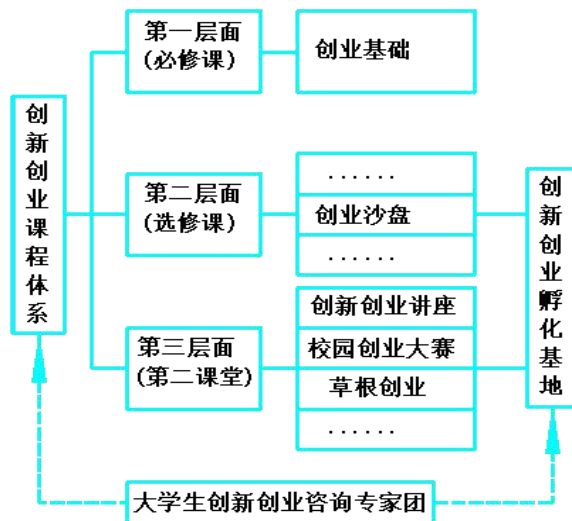 第一层面
(必修课)
创业基础
创新创业课程体系
第二层面
(选修课)
......
创业沙盘
......
创新创业孵化基地
第三层面
(第二课堂)
创新创业讲座
校园创业大赛
草根创业
......
大学生创新创业咨询专家团